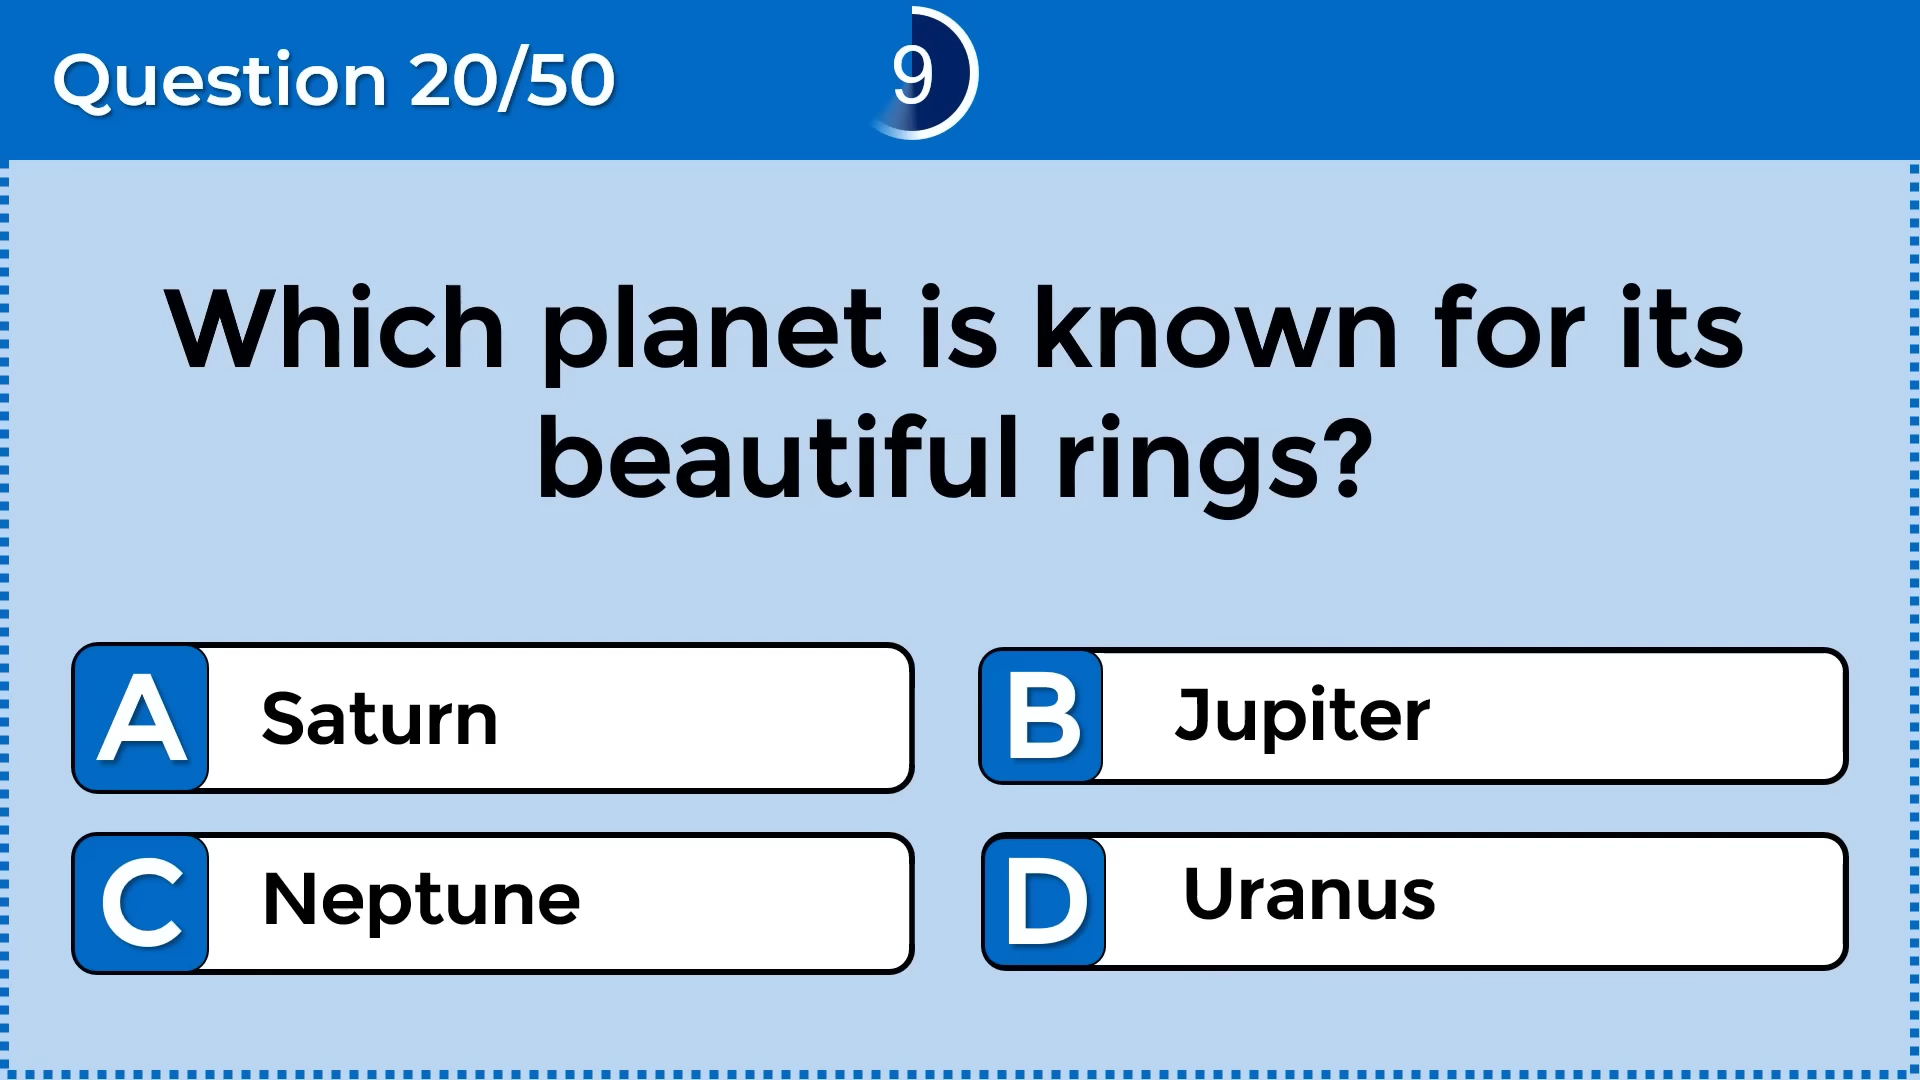 Question 20/50
9
Which planet is known for its
beautiful rings?
A Saturn
B Jupiter
C Neptune
D Uranus